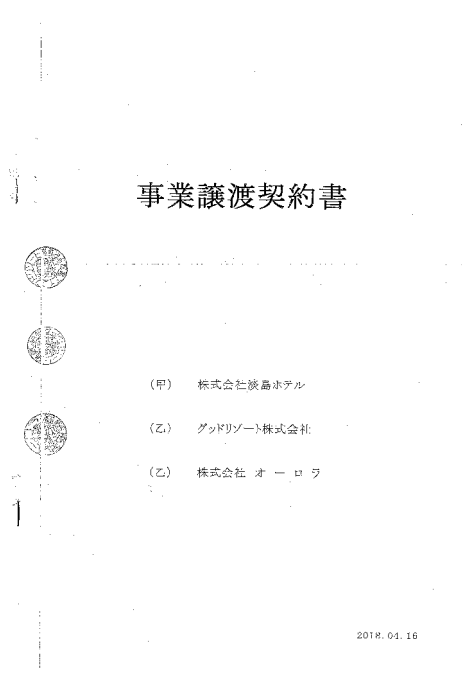 事業譲渡契約書
(甲) 株式会社淡島ホテル
(乙) グッドリゾート株式会社
(乙) 株式会社 オ ー ロ ラ
2018.04.16